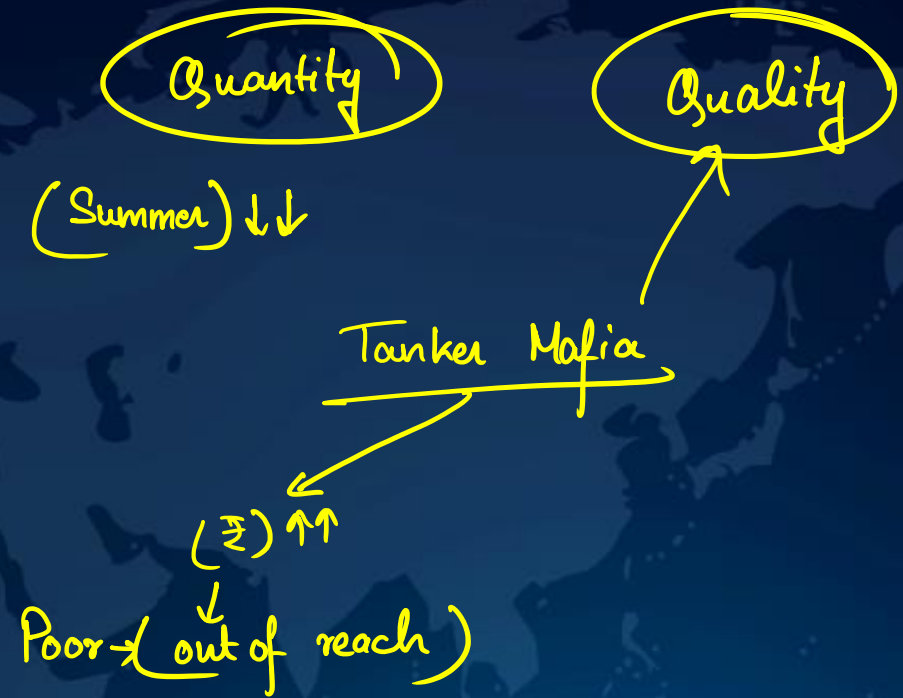 Quantity Quality
(Summer) ↓↓
Tanker Mafia
(₹) ↑↑
↓
Poor → (out of reach)